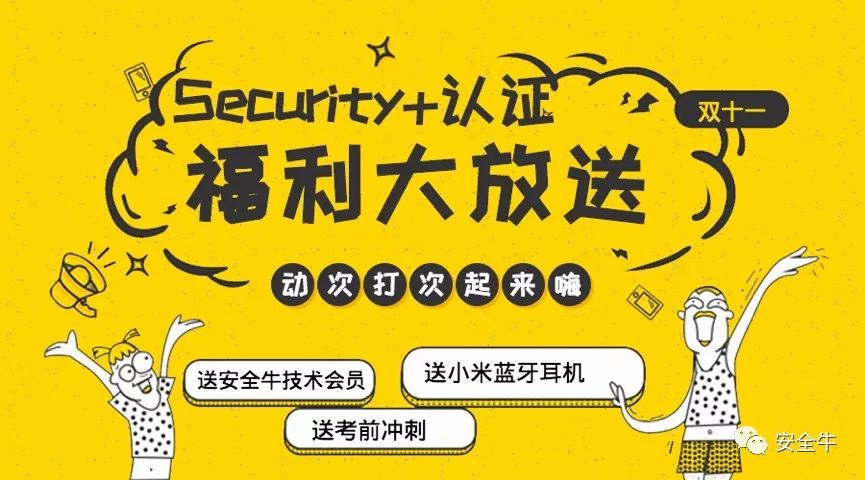 Security+认证
双十一
福利大放送
动次打次起来嗨
送安全牛技术会员
送小米蓝牙耳机
送考前冲刺
安全牛